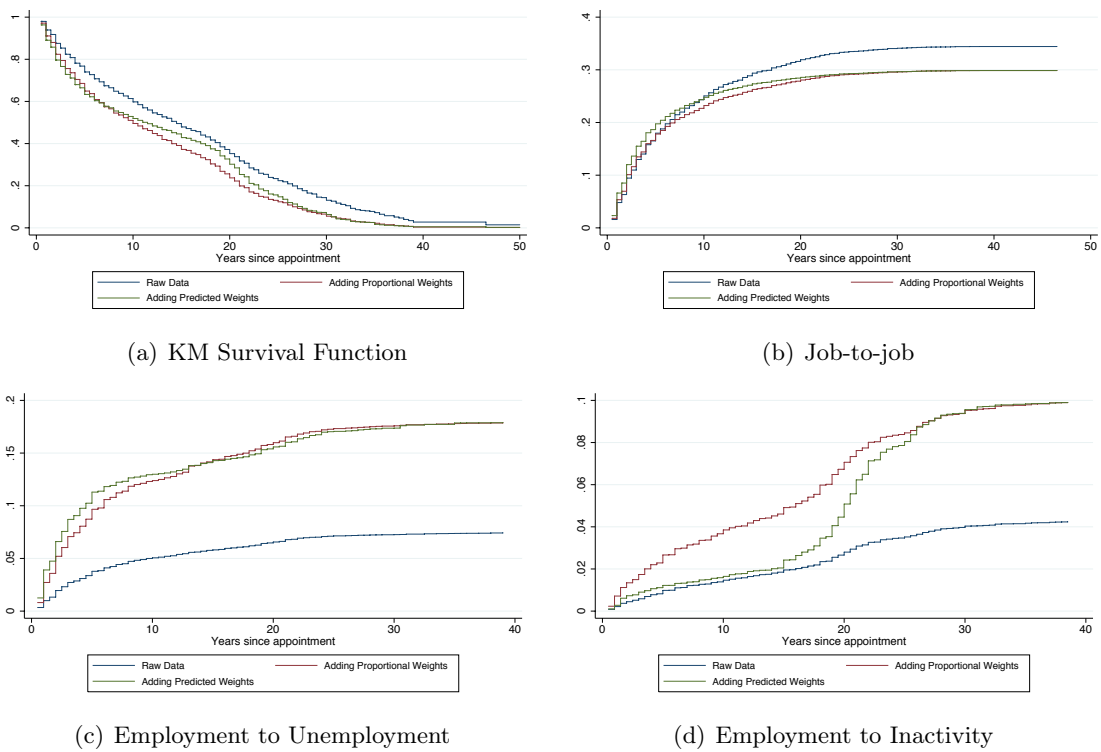 1
.8
.6
.4
.2
0
0 10 20 30 40 50
Years since appointment
Raw Data Adding Proportional Weights
Adding Predicted Weights
(a) KM Survival Function
.4
.3
.2
.1
0
0 10 20 30 40 50
Years since appointment
Raw Data Adding Proportional Weights
Adding Predicted Weights
(b) Job-to-job
.2
.15
.1
.05
0
0 10 20 30 40
Years since appointment
Raw Data Adding Proportional Weights
Adding Predicted Weights
(c) Employment to Unemployment
.1
.08
.06
.04
.02
0
0 10 20 30 40
Years since appointment
Raw Data Adding Proportional Weights
Adding Predicted Weights
(d) Employment to Inactivity